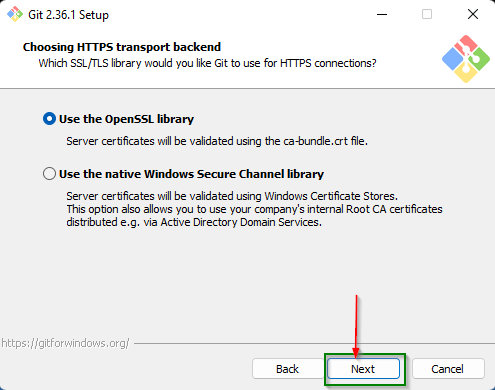 Git 2.36.1 Setup
Choosing HTTPS transport backend
Which SSL/TLS library would you like Git to use for HTTPS connections?
Use the OpenSSL library
Server certificates will be validated using the ca-bundle.crt file.
Use the native Windows Secure Channel library
Server certificates will be validated using Windows Certificate Stores.
This option also allows you to use your company's internal Root CA certificates
distributed e.g. via Active Directory Domain Services.
https://gitforwindows.org/
Back Next Cancel